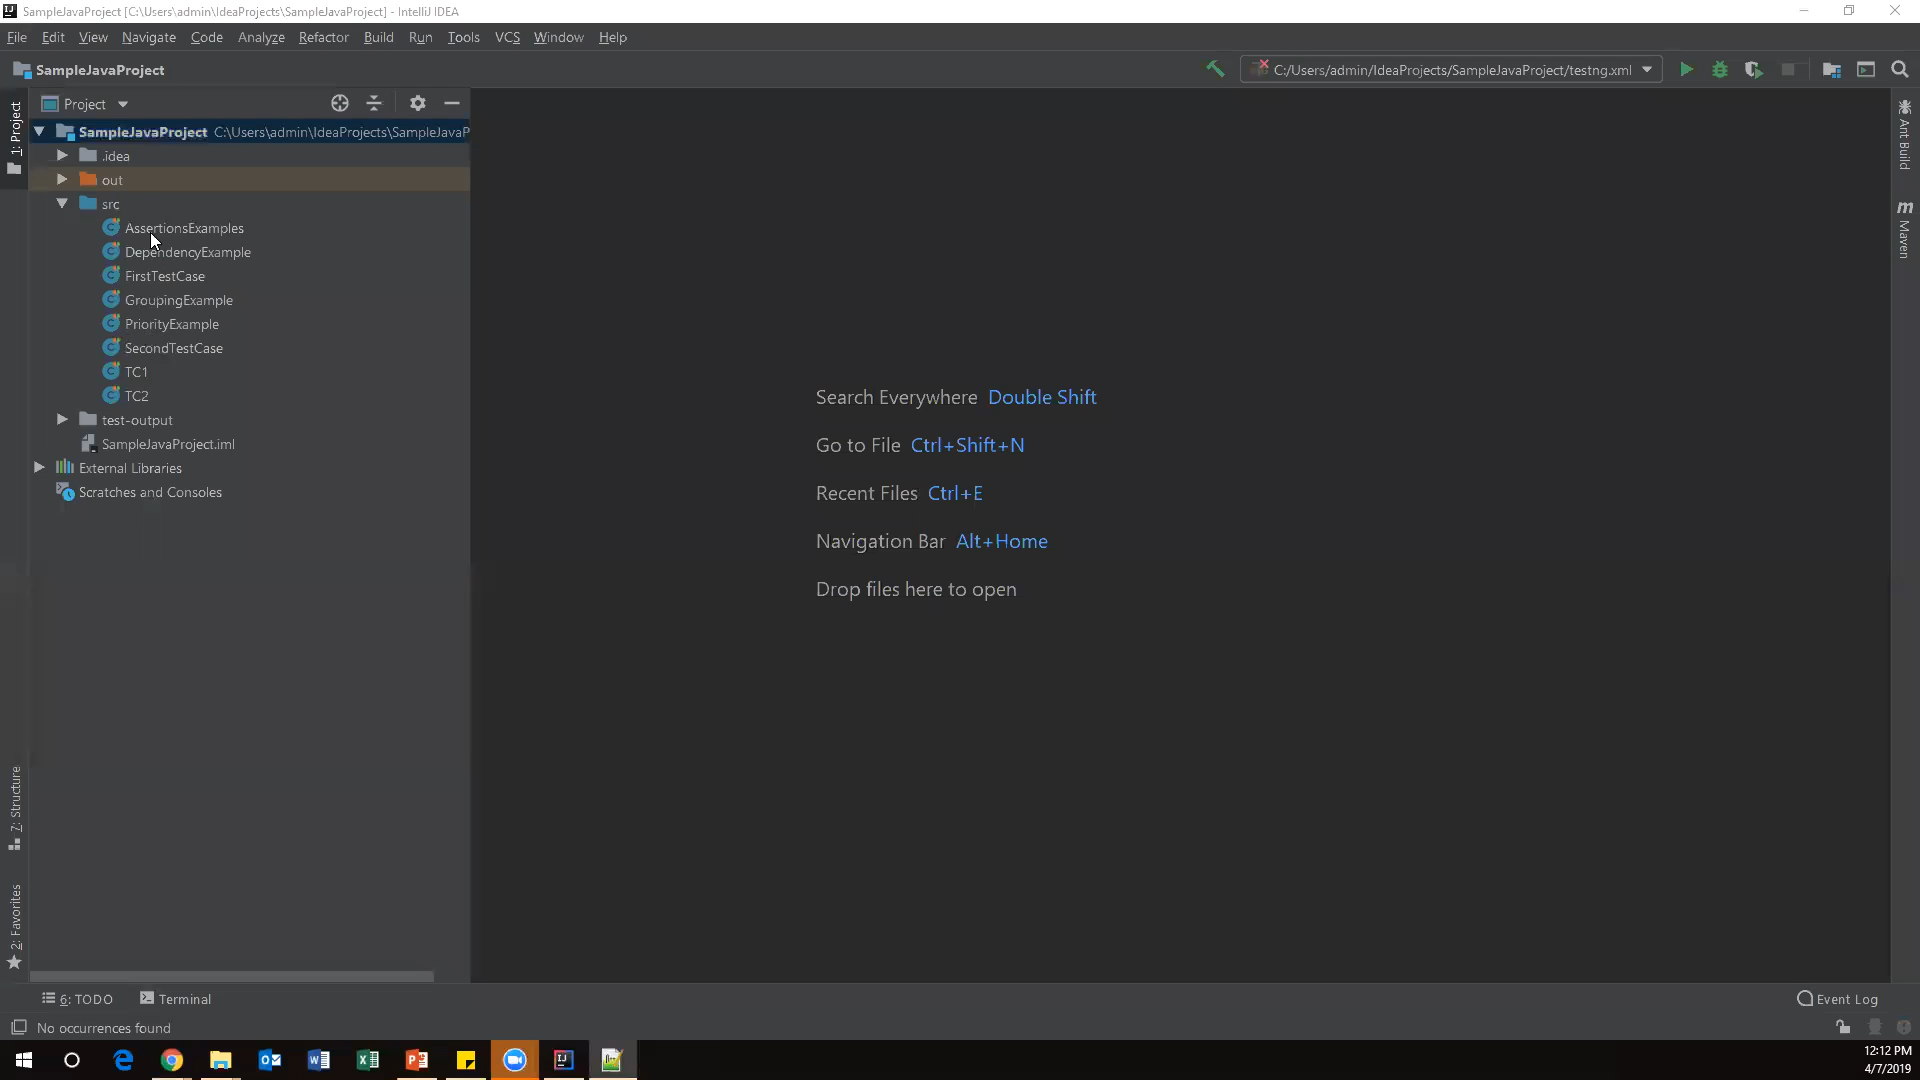 SampleJavaProject [C:\Users\admin\IdeaProjects\SampleJavaProject] - IntelliJ IDEA
File Edit View Navigate Code Analyze Refactor Build Run Tools VCS Window Help
SampleJavaProject
C:/Users/admin/IdeaProjects/SampleJavaProject/testng.xml
Project
SampleJavaProject C:\Users\admin\IdeaProjects\SampleJavaP
.idea
out
src
AssertionsExamples
DependencyExample
FirstTestCase
GroupingExample
PriorityExample
SecondTestCase
TC1
TC2
test-output
SampleJavaProject.iml
External Libraries
Scratches and Consoles
1: Project
7: Structure
2: Favorites
Search Everywhere Double Shift
Go to File Ctrl+Shift+N
Recent Files Ctrl+E
Navigation Bar Alt+Home
Drop files here to open
Ant Build
m Maven
6: TODO Terminal
Event Log
No occurrences found
12:12 PM
4/7/2019